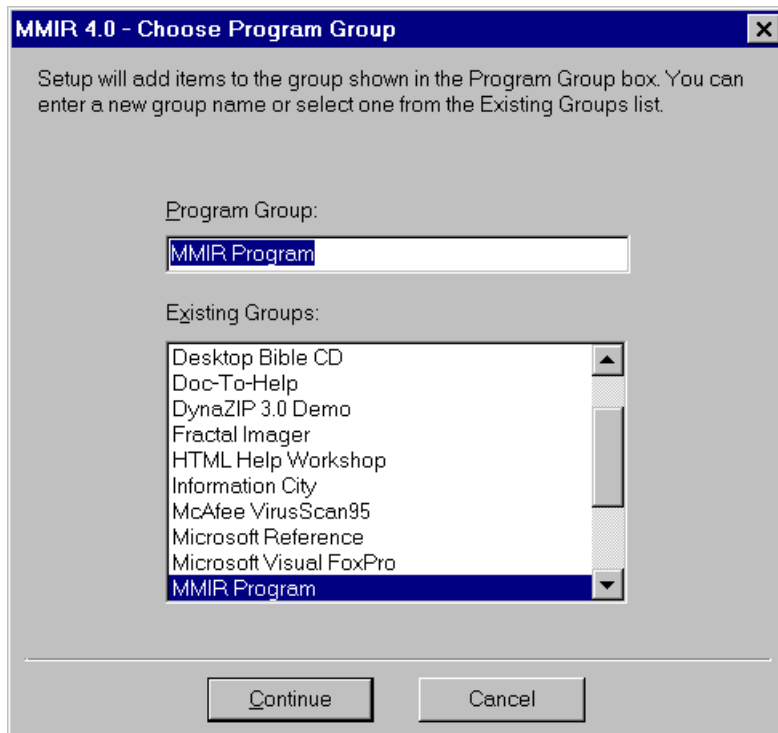 MMIR 4.0 - Choose Program Group
Setup will add items to the group shown in the Program Group box. You can
enter a new group name or select one from the Existing Groups list.
Program Group:
MMIR Program
Existing Groups:
Desktop Bible CD
Doc-To-Help
DynaZIP 3.0 Demo
Fractal Imager
HTML Help Workshop
Information City
McAfee VirusScan95
Microsoft Reference
Microsoft Visual FoxPro
MMIR Program
Continue Cancel